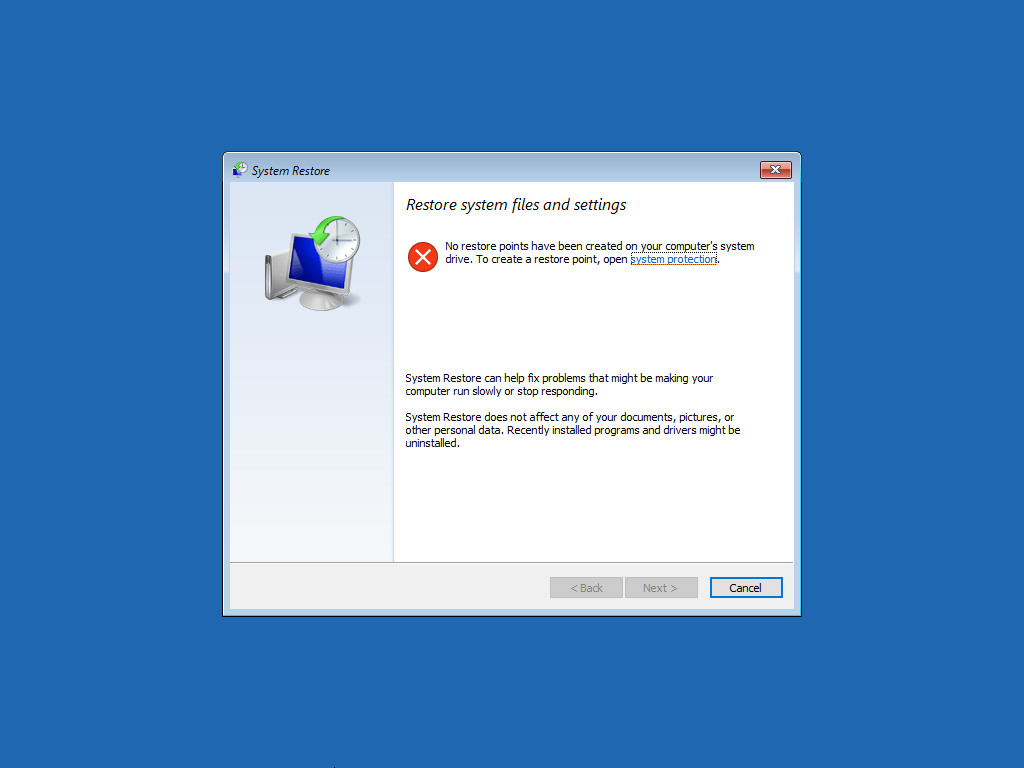 System Restore
Restore system files and settings
No restore points have been created on your computer's system
drive. To create a restore point, open system protection.
System Restore can help fix problems that might be making your
computer run slowly or stop responding.
System Restore does not affect any of your documents, pictures, or
other personal data. Recently installed programs and drivers might be
uninstalled.
< Back Next > Cancel